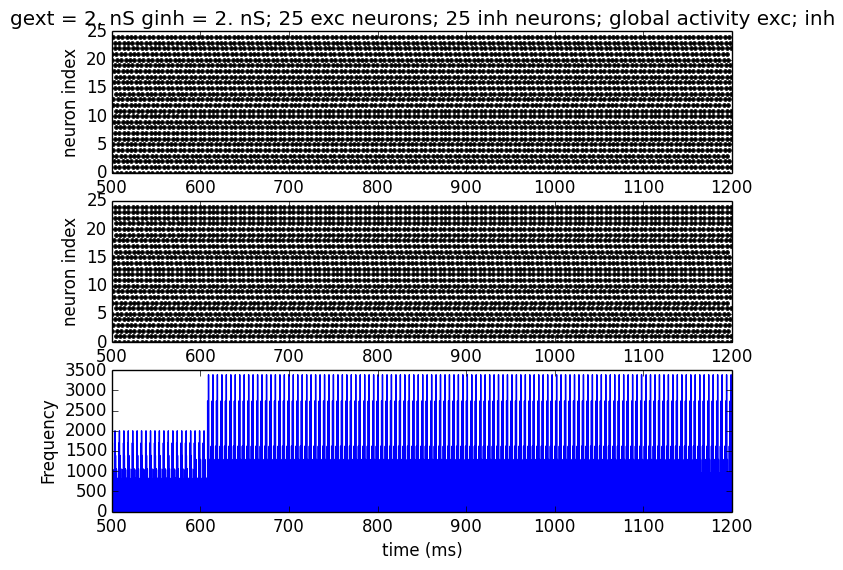 gext = 2. nS ginh = 2. nS; 25 exc neurons; 25 inh neurons; global activity exc; inh
25
20
15
10
5
0
neuron index
500 600 700 800 900 1000 1100 1200
25
20
15
10
5
0
neuron index
500 600 700 800 900 1000 1100 1200
3500
3000
2500
2000
1500
1000
500
0
Frequency
500 600 700 800 900 1000 1100 1200
time (ms)